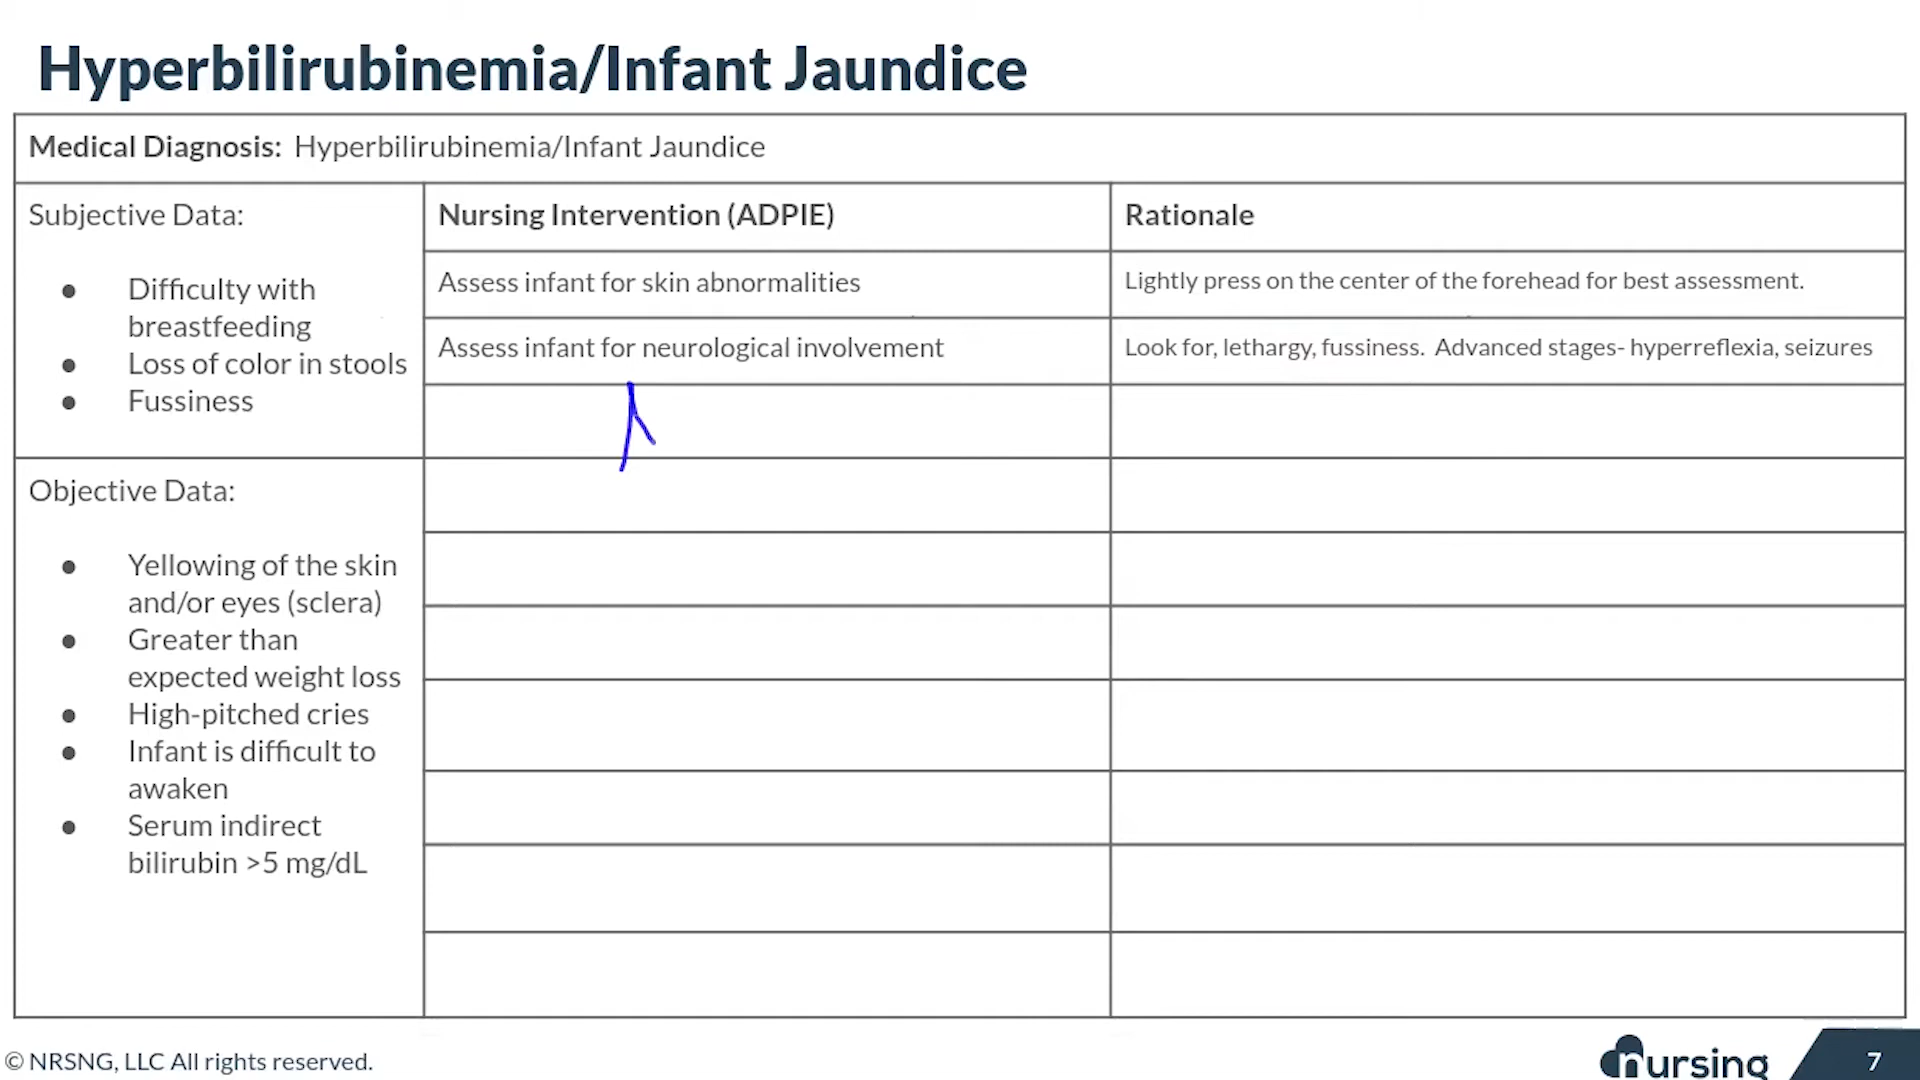 Hyperbilirubinemia/Infant Jaundice
Medical Diagnosis: Hyperbilirubinemia/Infant Jaundice
Subjective Data:
● Difficulty with
breastfeeding
● Loss of color in stools
● Fussiness
Nursing Intervention (ADPIE)
Rationale
Assess infant for skin abnormalities
Lightly press on the center of the forehead for best assessment.
Assess infant for neurological involvement
Look for, lethargy, fussiness. Advanced stages- hyperreflexia, seizures
Objective Data:
● Yellowing of the skin
and/or eyes (sclera)
● Greater than
expected weight loss
● High-pitched cries
● Infant is difficult to
awaken
● Serum indirect
bilirubin >5 mg/dL
© NRSNG, LLC All rights reserved.
nursing
7